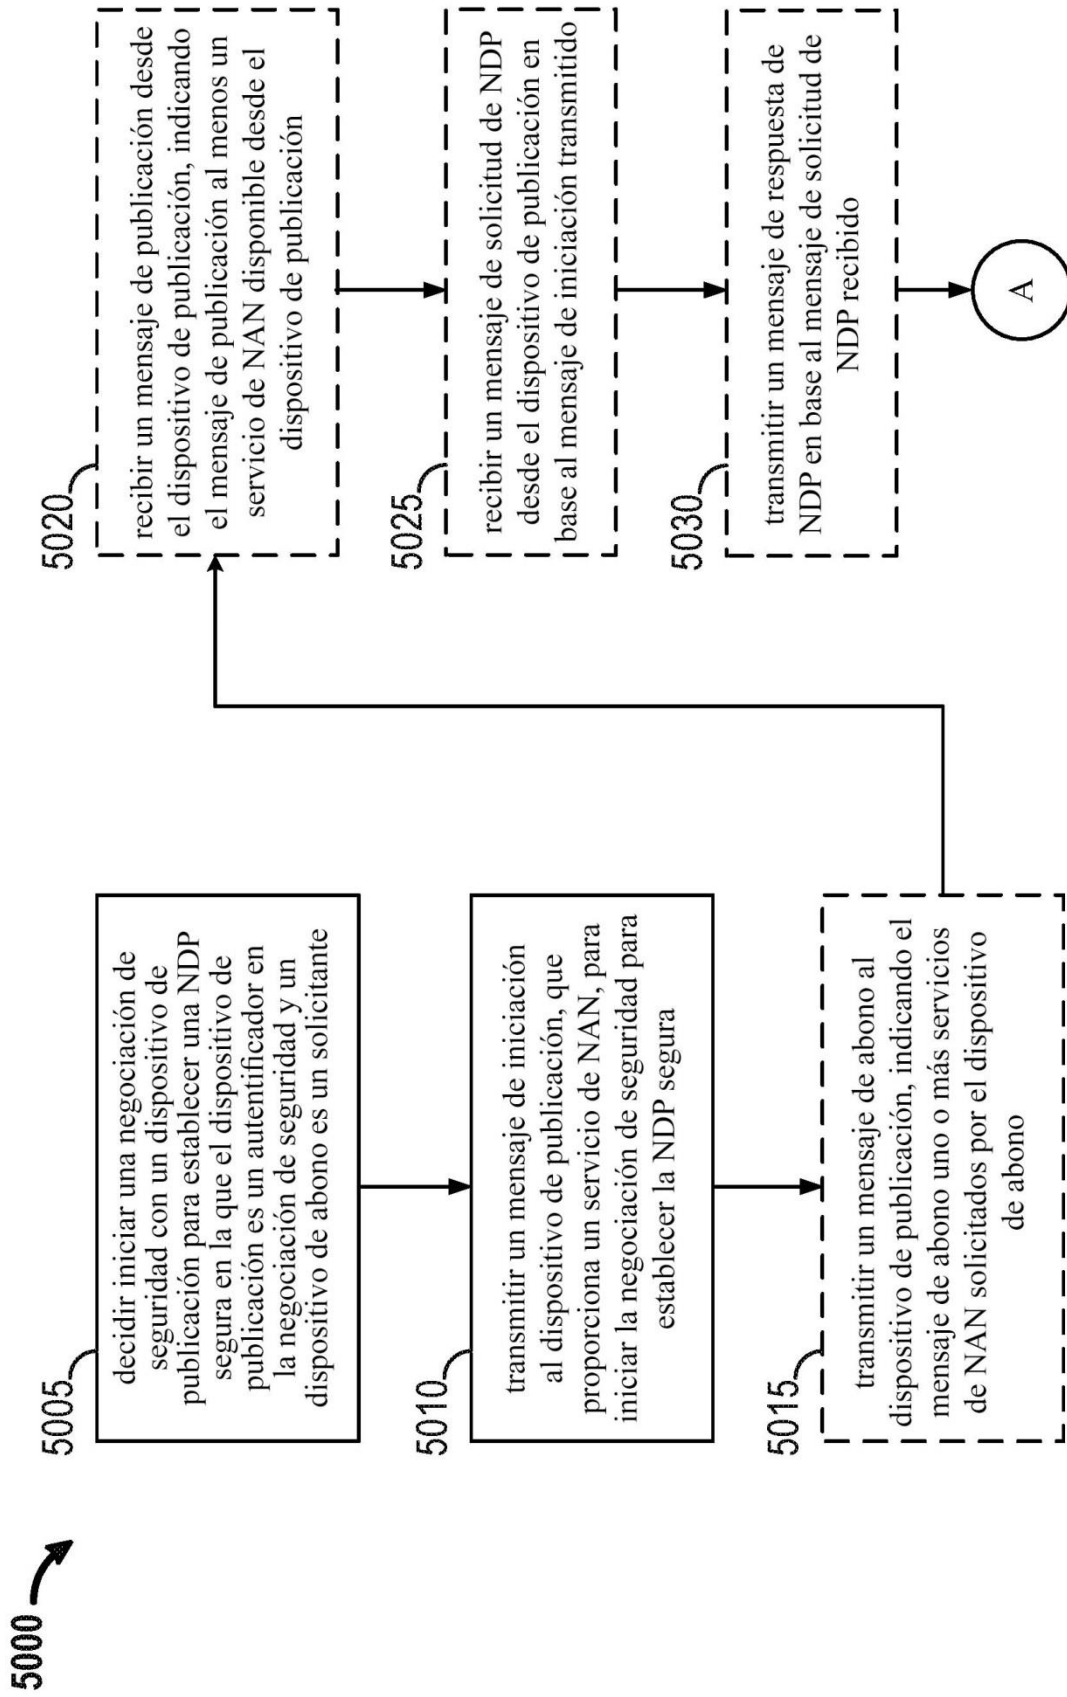 5000
5005
decidir iniciar una negociación de
seguridad con un dispositivo de
publicación para establecer una NDP
segura en la que el dispositivo de
publicación es un autentificador en
la negociación de seguridad y un
dispositivo de abono es un solicitante
5010
transmitir un mensaje de iniciación
al dispositivo de publicación, que
proporciona un servicio de NAN, para
iniciar la negociación de seguridad para
establecer la NDP segura
5015
transmitir un mensaje de abono al
dispositivo de publicación, indicando el
mensaje de abono uno o más servicios
de NAN solicitados por el dispositivo
de abono
5020
recibir un mensaje de publicación desde
el dispositivo de publicación, indicando
el mensaje de publicación al menos un
servicio de NAN disponible desde el
dispositivo de publicación
5025
recibir un mensaje de solicitud de NDP
desde el dispositivo de publicación en
base al mensaje de iniciación transmitido
5030
transmitir un mensaje de respuesta de
NDP en base al mensaje de solicitud de
NDP recibido
A